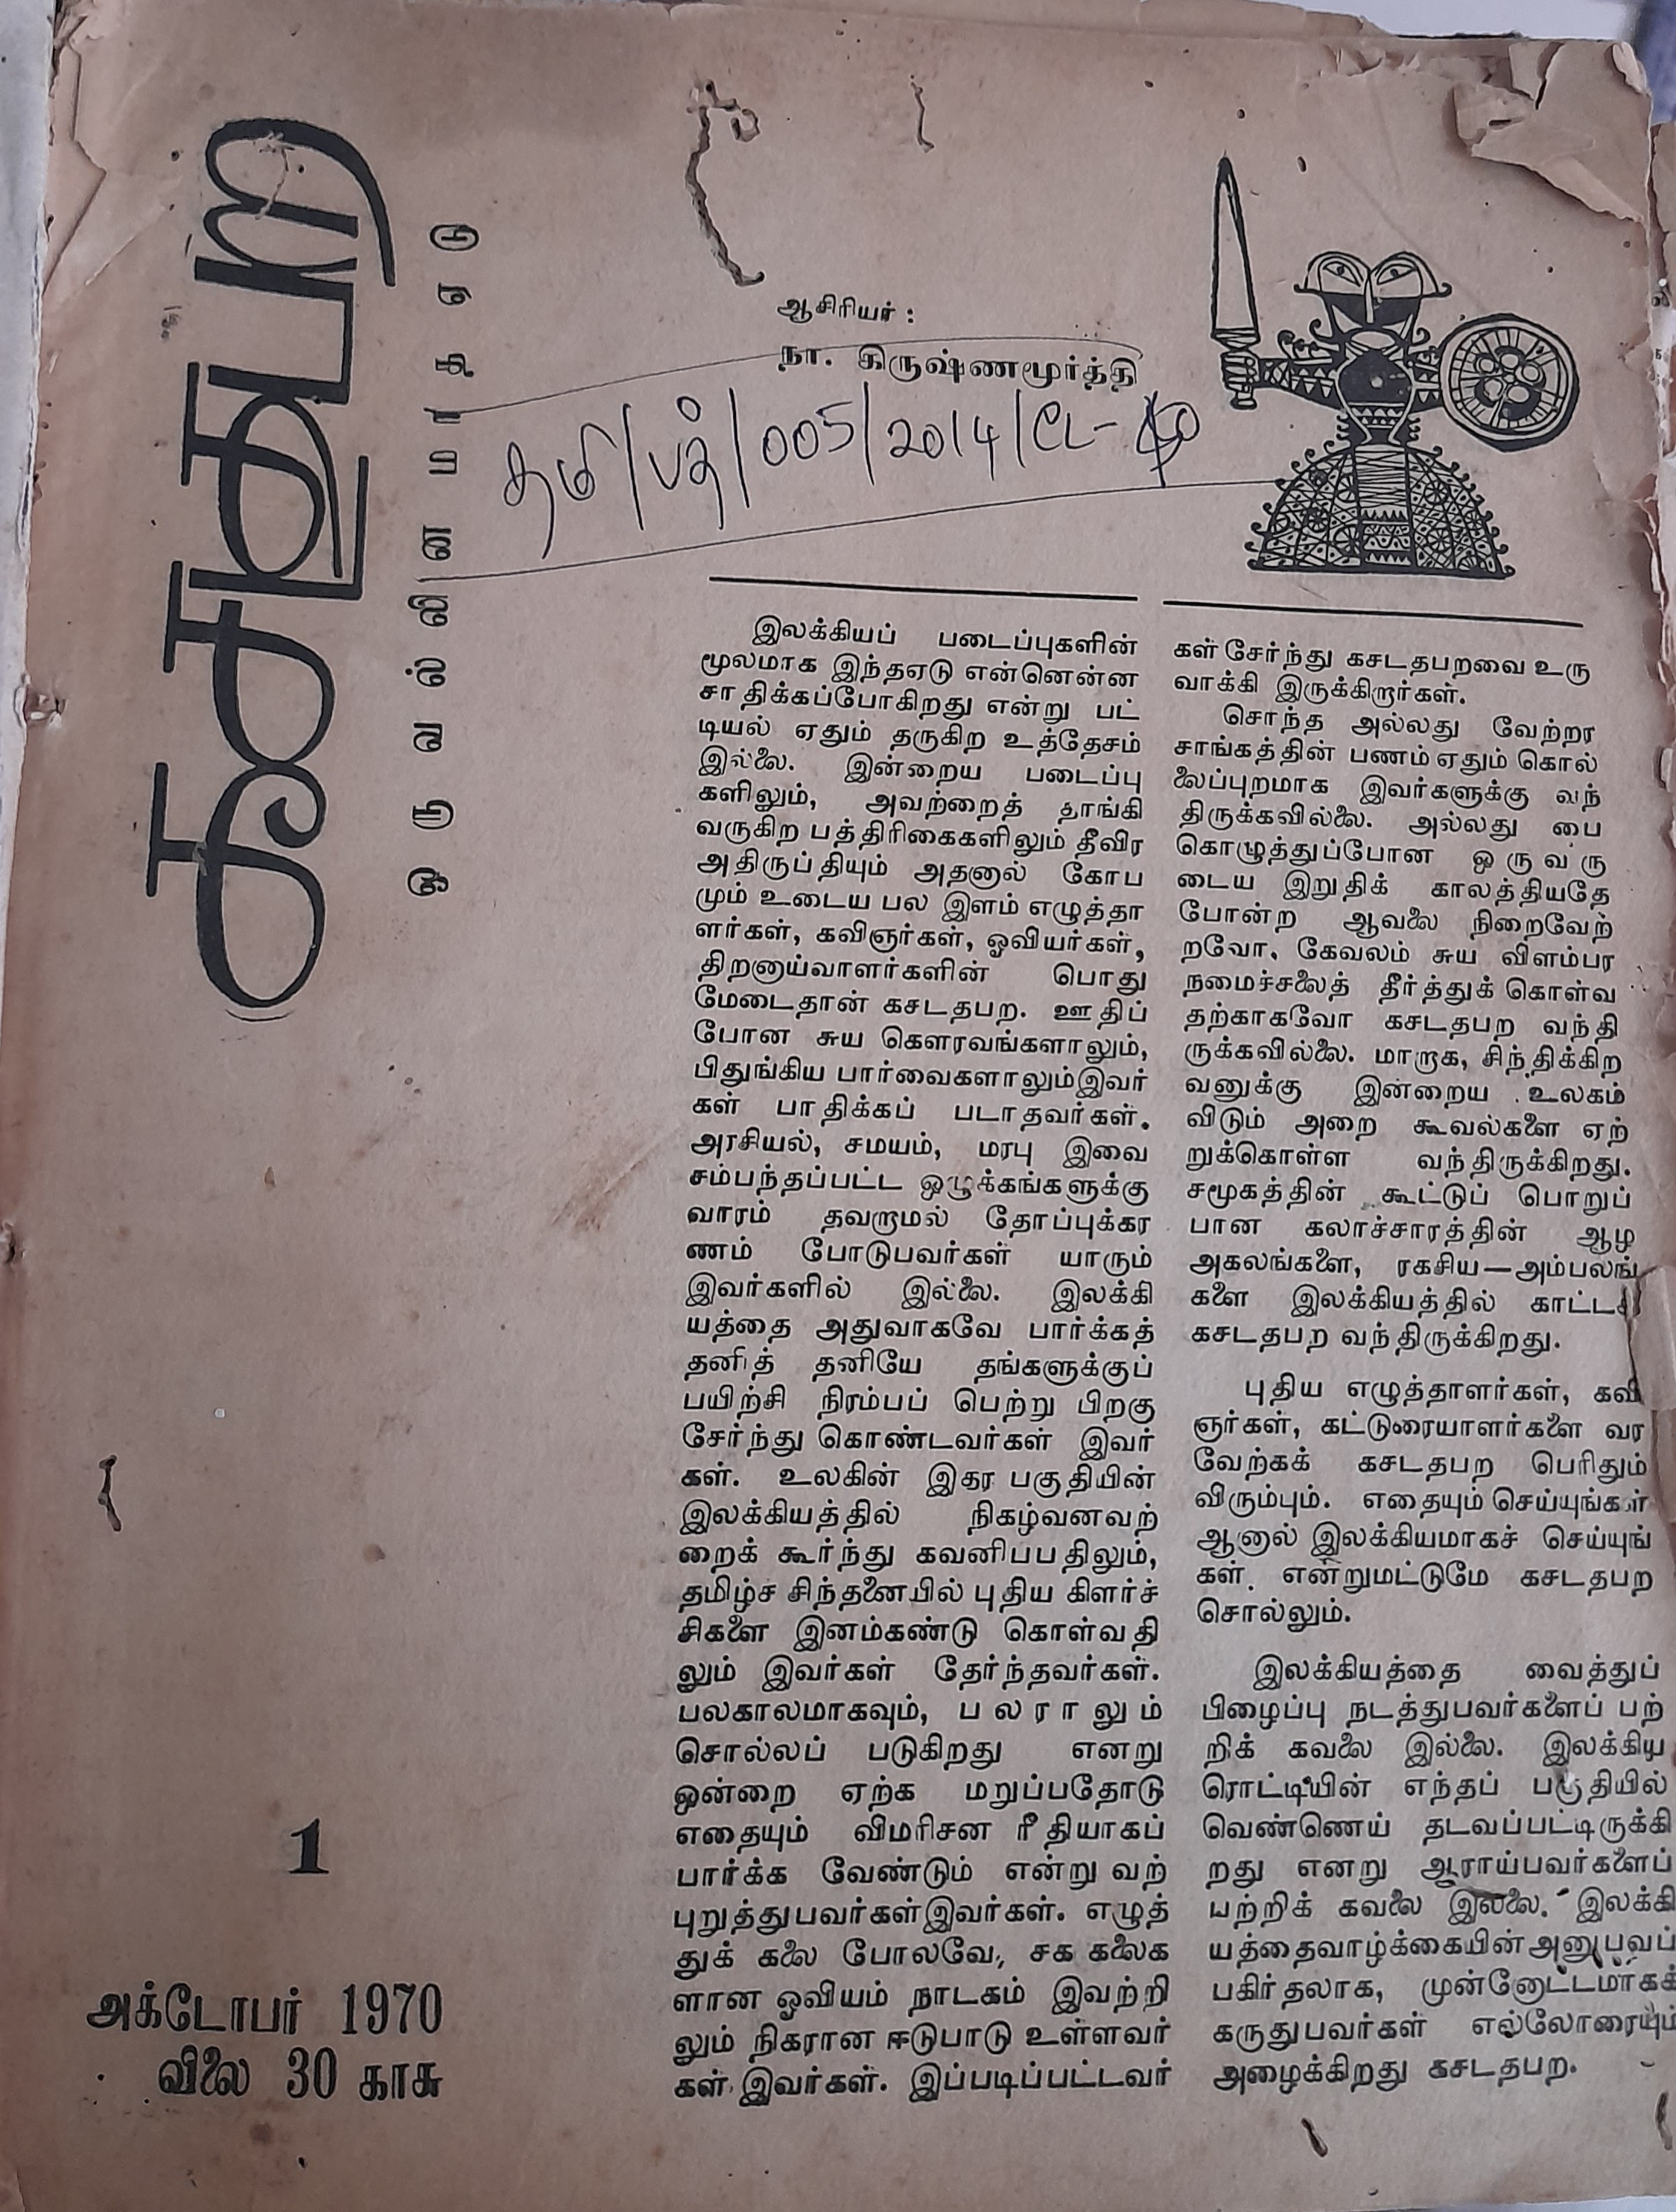 கசடதபற
ஒரு வல்லின மாத ஏடு
ஆசிரியர் :
நா. கிருஷ்ணமூர்த்தி
இலக்கியப் படைப்புகளின்
மூலமாக இந்தஏடு என்னென்ன
சாதிக்கப்போகிறது என்று பட்
டியல் ஏதும் தருகிற உத்தேசம்
இல்லை. இன்றைய படைப்பு
களிலும், அவற்றைத் தாங்கி
வருகிற பத்திரிகைகளிலும் தீவிர
அதிருப்தியும் அதனால் கோப
மும் உடைய பல இளம் எழுத்தா
ளர்கள், கவிஞர்கள், ஓவியர்கள்,
திறனாய்வாளர்களின் பொது
மேடைதான் கசடதபற. ஊதிப்
போன சுய கௌரவங்களாலும்,
பிதுங்கிய பார்வைகளாலும்இவர்
கள் பாதிக்கப் படாதவர்கள்.
அரசியல், சமயம், மரபு இவை
சம்பந்தப்பட்ட ஒழுக்கங்களுக்கு
வாரம் தவறாமல் தோப்புக்கர
ணம் போடுபவர்கள் யாரும்
இவர்களில் இல்லை. இலக்கி
யத்தை அதுவாகவே பார்க்கத்
தனித் தனியே தங்களுக்குப்
பயிற்சி நிரம்பப் பெற்று பிறகு
சேர்ந்து கொண்டவர்கள் இவர்
கள். உலகின் இதர பகுதியின்
இலக்கியத்தில் நிகழ்வனவற்
றைக் கூர்ந்து கவனிப்பதிலும்,
தமிழ்ச சிந்தனையில் புதிய கிளர்ச்
சிகளை இனம்கண்டு கொள்வதி
லும் இவர்கள் தேர்ந்தவர்கள்.
பலகாலமாகவும், பலராலும்
சொல்லப் படுகிறது எனறு
ஒன்றை ஏற்க மறுப்பதோடு
எதையும் விமரிசன ரீதியாகப்
பார்க்க வேண்டும் என்று வற்
புறுத்துபவர்கள்இவர்கள். எழுத்
துக் கலை போலவே, சக கலைக
ளான ஓவியம் நாடகம் இவற்றி
லும் நிகரான ஈடுபாடு உள்ளவர்
கள் இவர்கள். இப்படிப்பட்டவர்
கள் சேர்ந்து கசடதபறவை உரு
வாக்கி இருக்கிறார்கள்.
சொந்த அல்லது வேற்றர
சாங்கத்தின் பணம் ஏதும் கொல்
லைப்புறமாக இவர்களுக்கு வந்
திருக்கவில்லை. அல்லது பை
கொழுத்துப்போன ஒருவரு
டைய இறுதிக் காலத்தியதே
போன்ற ஆவலை நிறைவேற்
றவோ, கேவலம் சுய விளம்பர
நமைச்சலைத் தீர்த்துக் கொள்வ
தற்காகவோ கசடதபற வந்தி
ருக்கவில்லை. மாறாக, சிந்திக்கிற
வனுக்கு இன்றைய உலகம்
விடும் அறை கூவல்களை ஏற்
றுக்கொள்ள வந்திருக்கிறது.
சமூகத்தின் கூட்டுப் பொறுப்
பான கலாச்சாரத்தின் ஆழ
அகலங்களை, ரகசிய—அம்பலங்
களை இலக்கியத்தில் காட்ட
கசடதபற வந்திருக்கிறது.
புதிய எழுத்தாளர்கள், கவி
ஞர்கள், கட்டுரையாளர்களை வர
வேற்கக் கசடதபற பெரிதும்
விரும்பும். எதையும் செய்யுங்கள்
ஆனால் இலக்கியமாகச் செய்யுங்
கள். என்றுமட்டுமே கசடதபற
சொல்லும்.
இலக்கியத்தை வைத்துப்
பிழைப்பு நடத்துபவர்களைப் பற்
றிக் கவலை இல்லை. இலக்கிய
ரொட்டியின் எந்தப் பகுதியில்
வெண்ணெய் தடவப்பட்டிருக்கி
றது எனறு ஆராய்பவர்களைப்
பற்றிக் கவலை இல்லை. இலக்கி
யத்தைவாழ்க்கையின் அனுபவப்
பகிர்தலாக, முன்னோட்டமாகக்
கருதுபவர்கள் எல்லோரையும்
அழைக்கிறது கசடதபற.
1
அக்டோபர் 1970
விலை 30 காசு
தமி/பத்/005/2014/